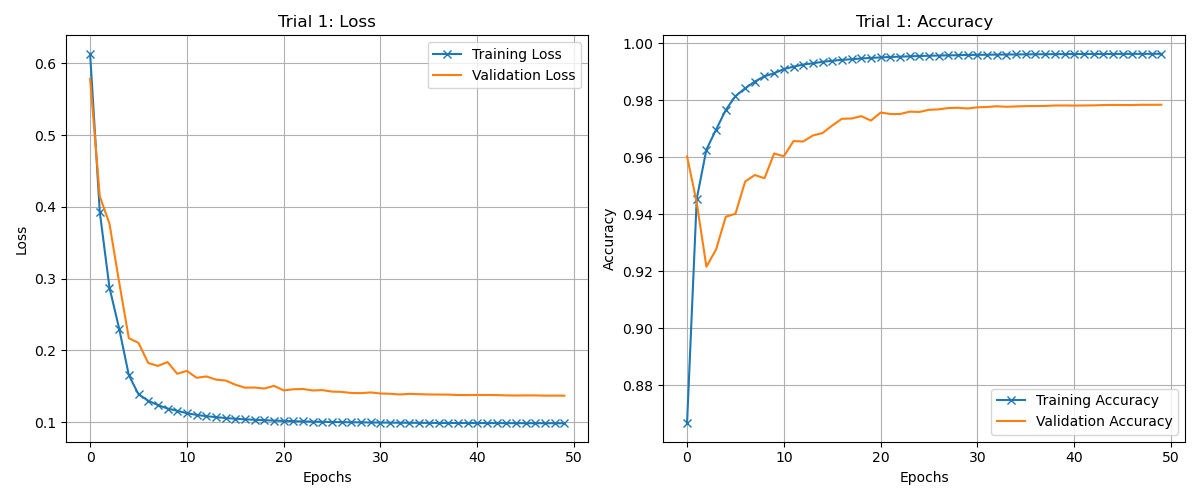 Trial 1: Loss
Training Loss
Validation Loss
0.6
0.5
0.4
0.3
0.2
0.1
Loss
0 10 20 30 40 50
Epochs
Trial 1: Accuracy
1.00
0.98
0.96
0.94
0.92
0.90
0.88
Accuracy
Training Accuracy
Validation Accuracy
0 10 20 30 40 50
Epochs